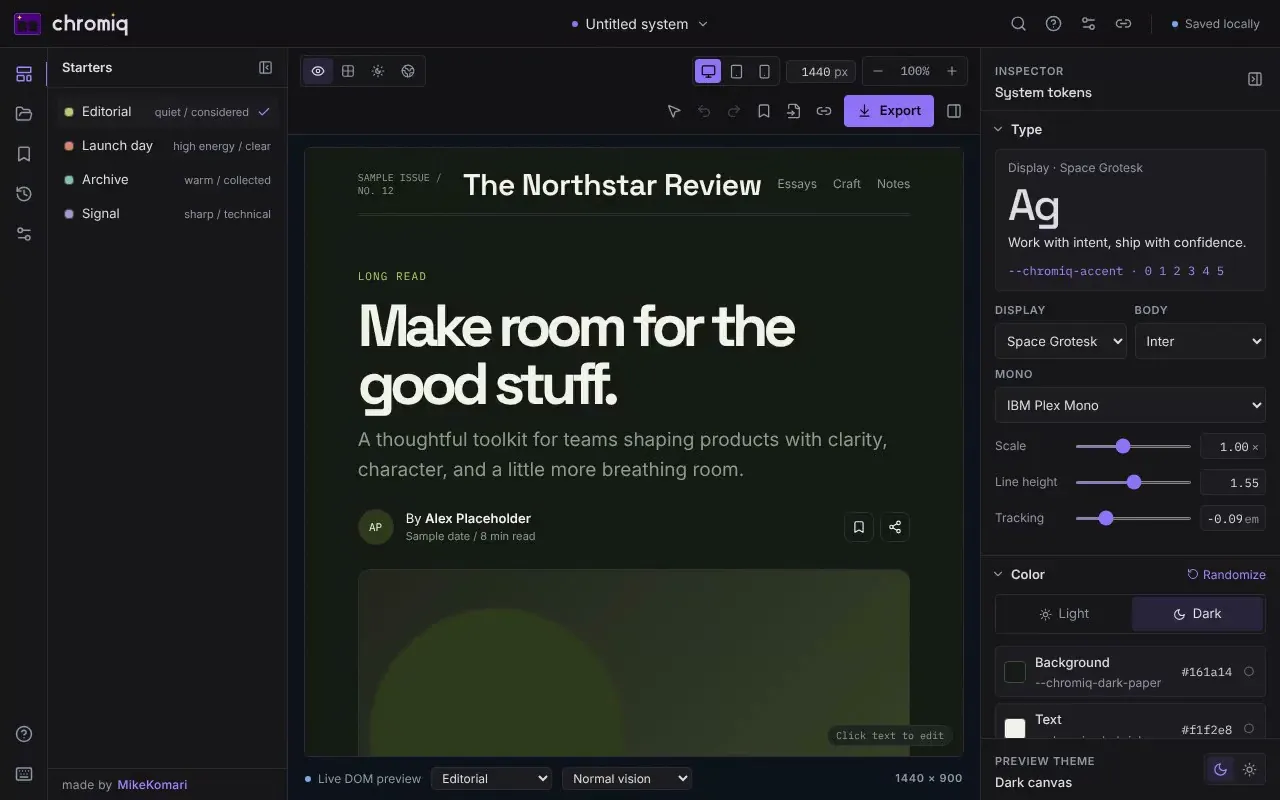 chromiq
Untitled system
Saved locally
Starters
Editorial quiet / considered
Launch day high energy / clear
Archive warm / collected
Signal sharp / technical
made by MikeKomari
1440 px
100%
Export
SAMPLE ISSUE /
NO. 12
The Northstar Review
Essays Craft Notes
LONG READ
Make room for the
good stuff.
A thoughtful toolkit for teams shaping products with clarity,
character, and a little more breathing room.
AP
By Alex Placeholder
Sample date / 8 min read
Click text to edit
Live DOM preview Editorial Normal vision 1440 × 900
INSPECTOR
System tokens
Type
Display · Space Grotesk
Ag
Work with intent, ship with confidence.
--chromiq-accent · 0 1 2 3 4 5
DISPLAY BODY
Space Grotesk Inter
MONO
IBM Plex Mono
Scale 1.00 ×
Line height 1.55
Tracking -0.09 em
Color Randomize
Light Dark
Background
--chromiq-dark-paper
#161a14
Text
#f1f2e8
PREVIEW THEME
Dark canvas